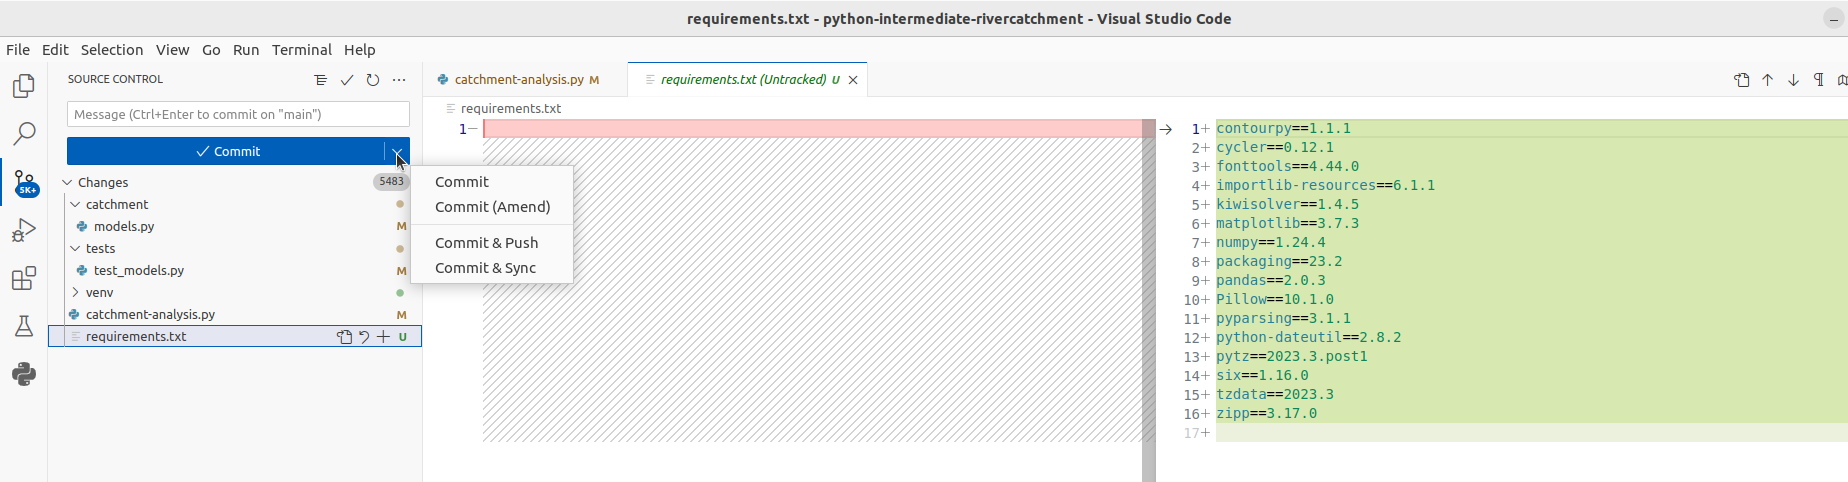 requirements.txt - python-intermediate-rivercatchment - Visual Studio Code
File Edit Selection View Go Run Terminal Help
SOURCE CONTROL
catchment-analysis.py M
requirements.txt (Untracked) U
Message (Ctrl+Enter to commit on "main")
requirements.txt
Commit
Changes 5483
catchment
models.py M
tests
test_models.py M
venv
catchment-analysis.py M
requirements.txt U
5K+
Commit
Commit (Amend)
Commit & Push
Commit & Sync
1−
1+ contourpy==1.1.1
2+ cycler==0.12.1
3+ fonttools==4.44.0
4+ importlib-resources==6.1.1
5+ kiwisolver==1.4.5
6+ matplotlib==3.7.3
7+ numpy==1.24.4
8+ packaging==23.2
9+ pandas==2.0.3
10+ Pillow==10.1.0
11+ pyparsing==3.1.1
12+ python-dateutil==2.8.2
13+ pytz==2023.3.post1
14+ six==1.16.0
15+ tzdata==2023.3
16+ zipp==3.17.0
17+